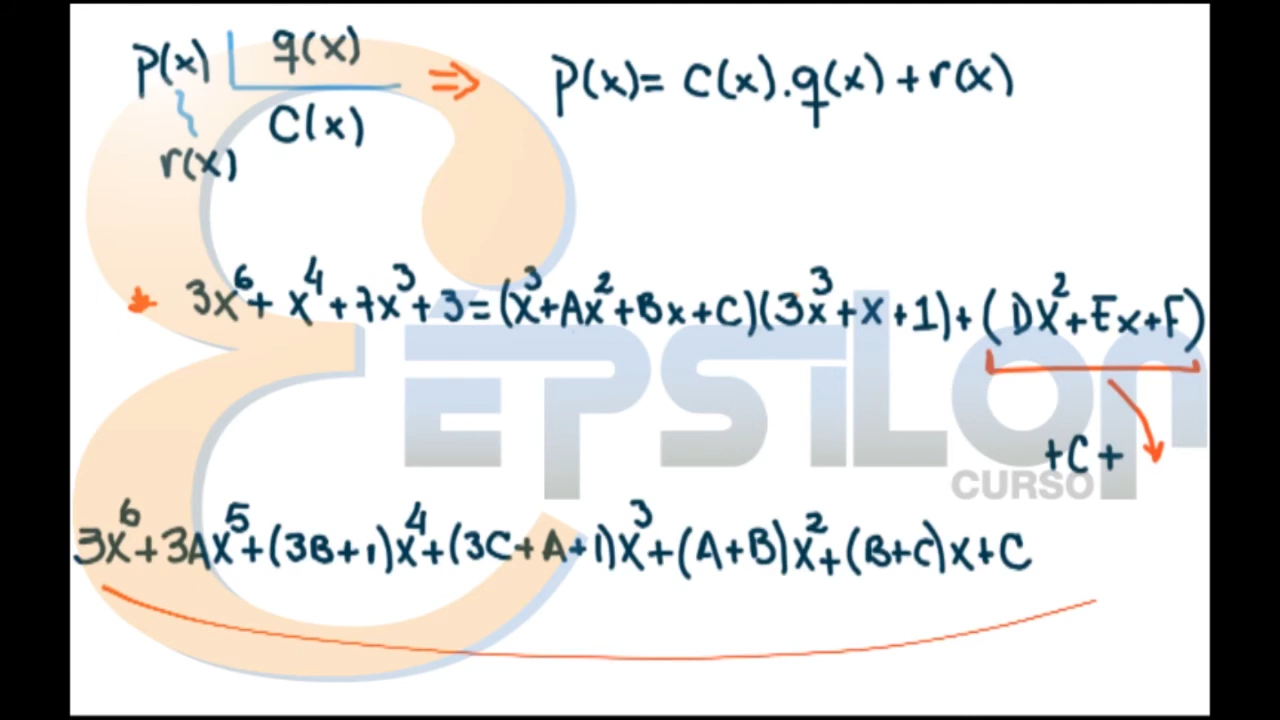 p(x) | q(x)
⇒ p(x) = C(x).q(x) + r(x)
C(x)
r(x)
* 3x⁶ + x⁴ + 7x³ + 3 = (x³ + Ax² + Bx + C)(3x³ + x + 1) + (Dx² + Ex + F)
ÉPSiLOn
+C+
CURSO
3x⁶ + 3Ax⁵ + (3B+1)x⁴ + (3C+A+1)x³ + (A+B)x² + (B+C)x + C